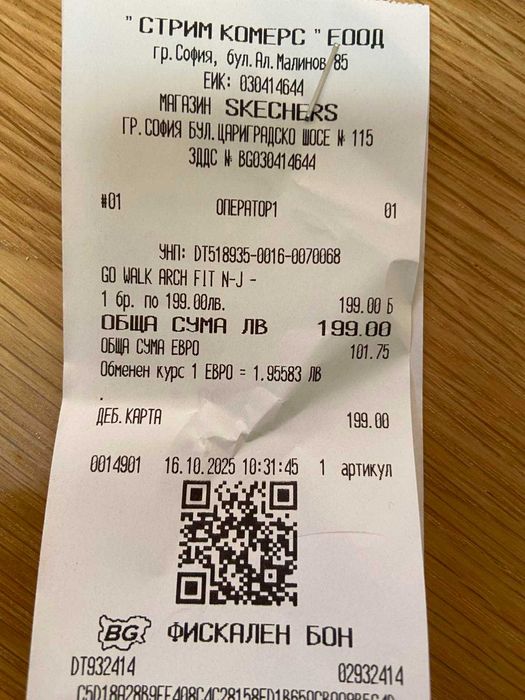 " СТРИМ КОМЕРС " ЕООД
гр.София, бул.Ал.Малинов 85
ЕИК: 030414644
МАГАЗИН SKECHERS
ГР.СОФИЯ БУЛ.ЦАРИГРАДСКО ШОСЕ № 115
ЗДДС № BG030414644
#01 ОПЕРАТОР1 01
УНП: DT518935-0016-0070068
GO WALK ARCH FIT N-J -
1 бр. по 199.00лв. 199.00 Б
ОБЩА СУМА ЛВ 199.00
ОБЩА СУМА ЕВРО 101.75
Обменен курс 1 ЕВРО = 1.95583 ЛВ
.
ДЕБ.КАРТА 199.00
0014901 16.10.2025 10:31:45 1 артикул
BG ФИСКАЛЕН БОН
DT932414 02932414